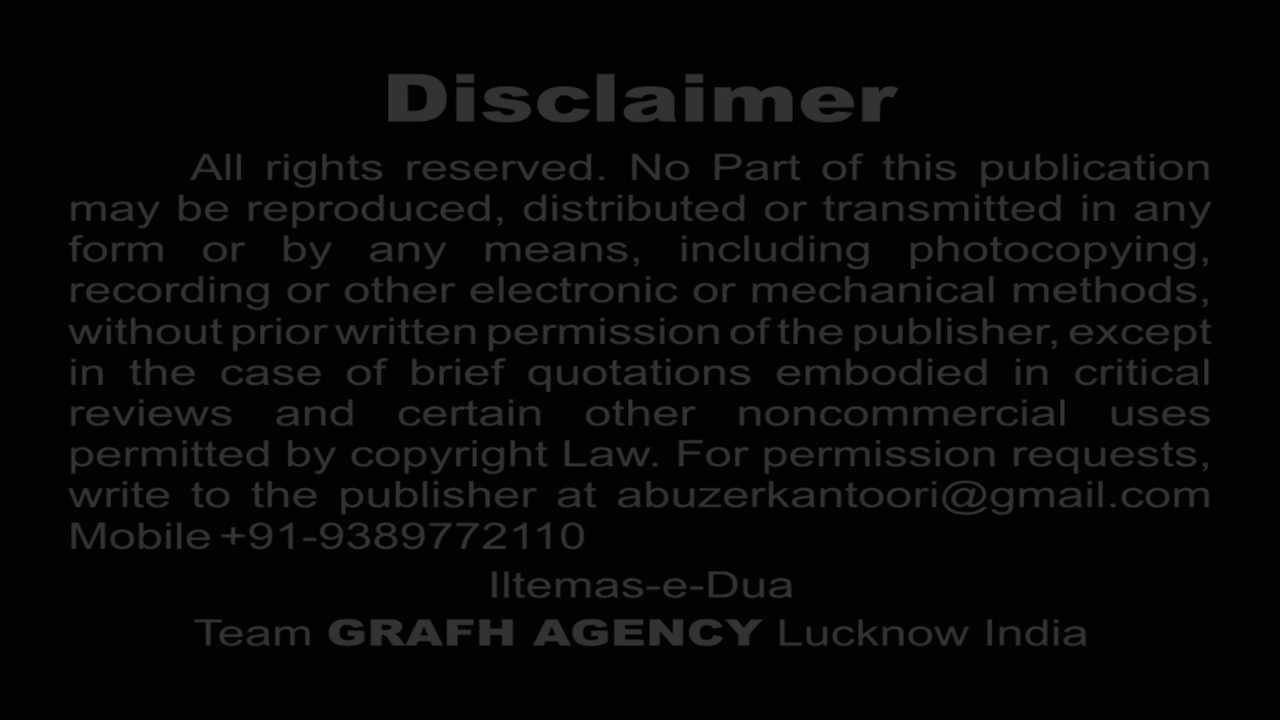 Disclaimer
All rights reserved. No Part of this publication
may be reproduced, distributed or transmitted in any
form or by any means, including photocopying,
recording or other electronic or mechanical methods,
without prior written permission of the publisher, except
in the case of brief quotations embodied in critical
reviews and certain other noncommercial uses
permitted by copyright Law. For permission requests,
write to the publisher at abuzerkantoori@gmail.com
Mobile +91-9389772110
Iltemas-e-Dua
Team GRAFH AGENCY Lucknow India